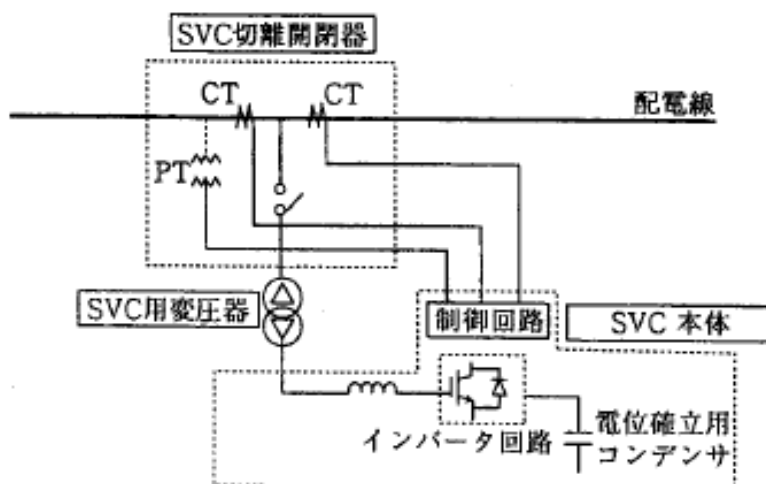 SVC切離開閉器
CT
CT
配電線
PT
SVC用変圧器
制御回路
SVC 本体
インバータ回路
電位確立用
コンデンサ